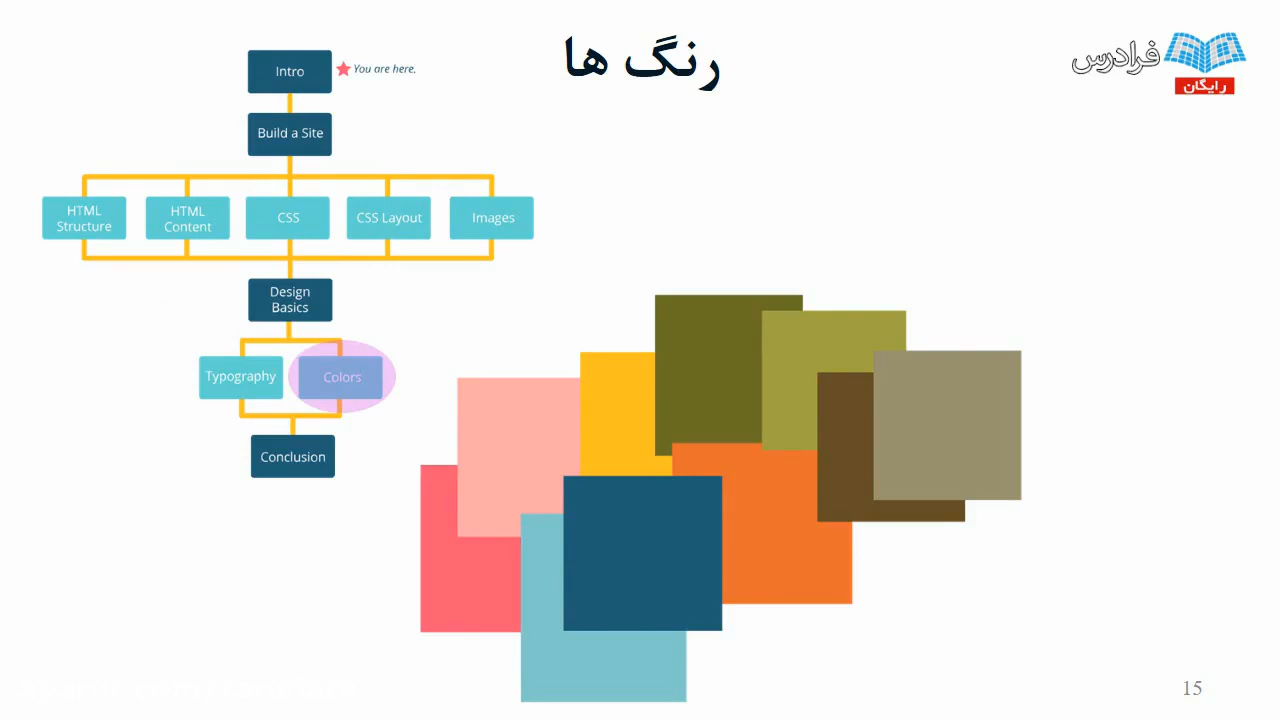 رنگ ها
فرادرس
رایگان
Intro
You are here.
Build a Site
HTML
Structure
HTML
Content
CSS
CSS Layout
Images
Design
Basics
Typography
Colors
Conclusion
15